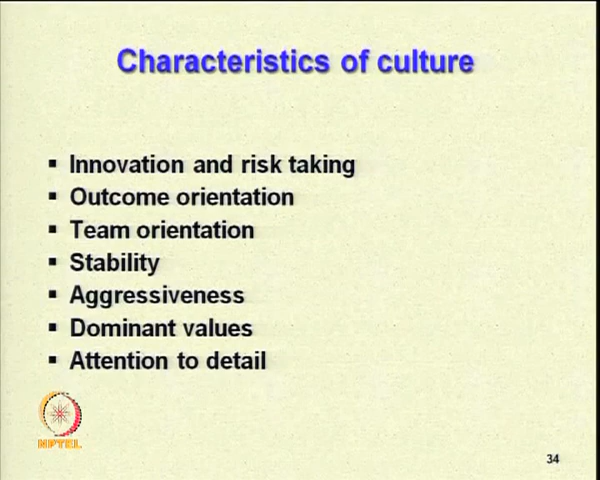 Characteristics of culture
▪ Innovation and risk taking
▪ Outcome orientation
▪ Team orientation
▪ Stability
▪ Aggressiveness
▪ Dominant values
▪ Attention to detail
NPTEL
34